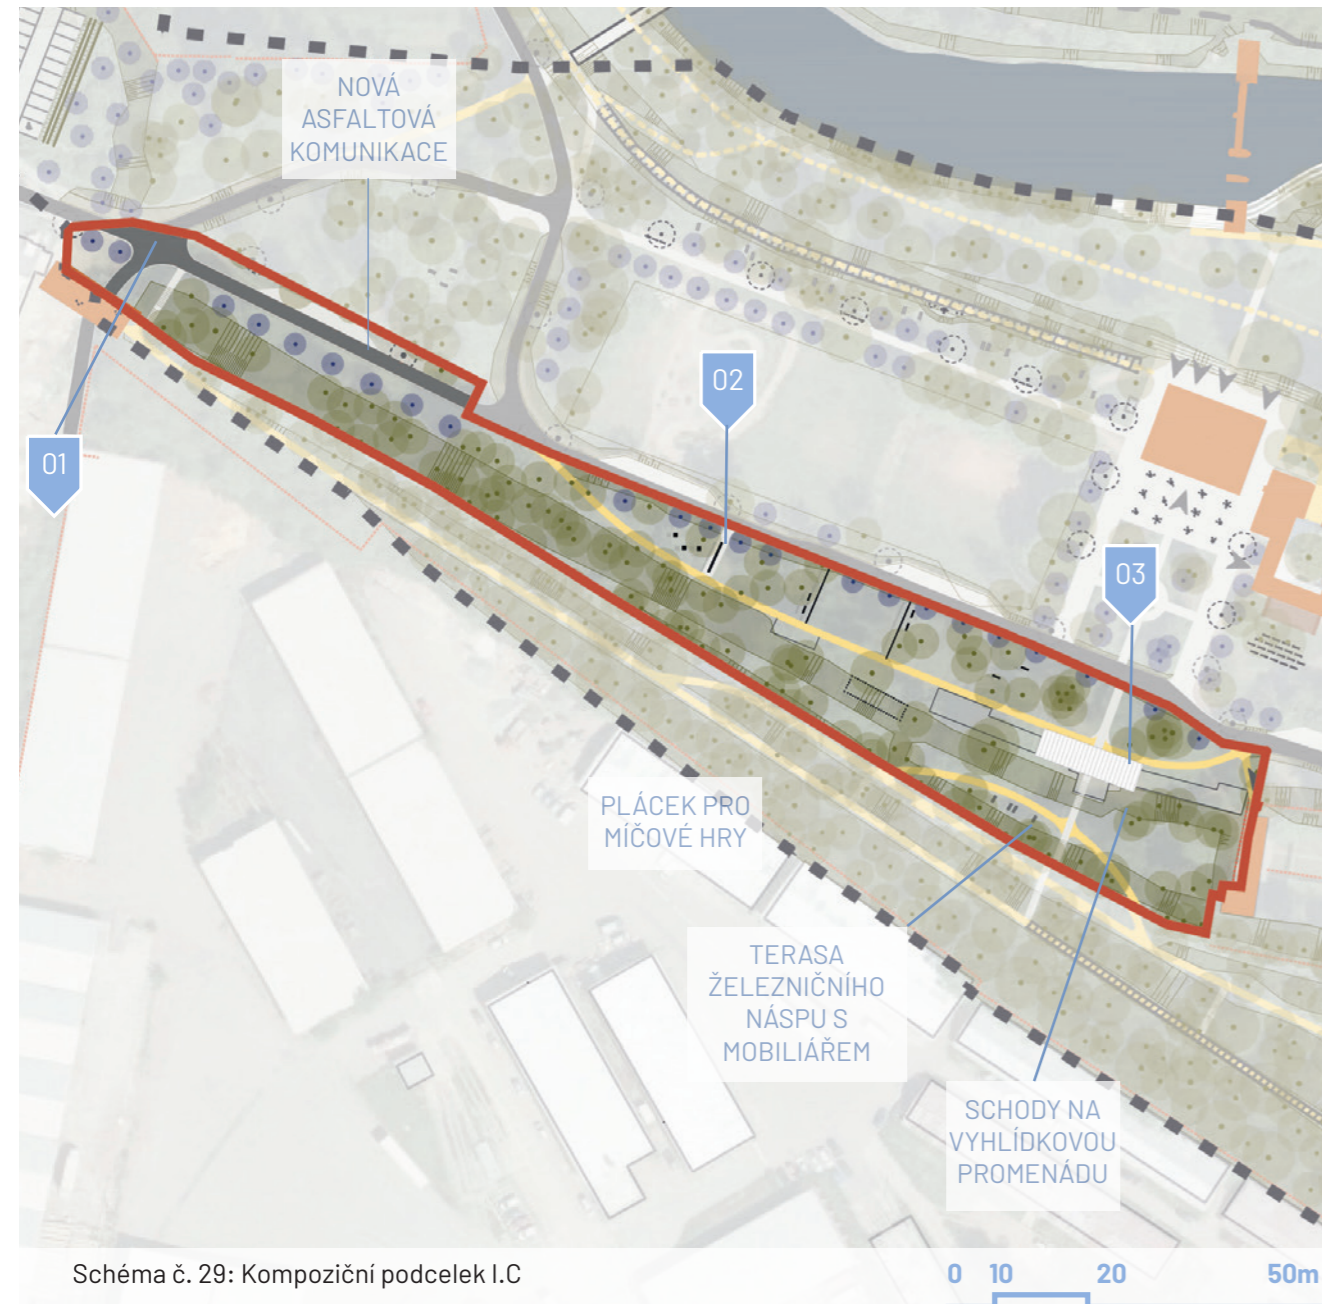 NOVÁ
ASFALTOVÁ
KOMUNIKACE
02
01
03
PLÁCEK PRO
MÍČOVÉ HRY
TERASA
ŽELEZNIČNÍHO
NÁSPU S
MOBILIÁŘEM
SCHODY NA
VYHLÍDKOVOU
PROMENÁDU
Schéma č. 29: Kompoziční podcelek I.C
0 10 20 50m